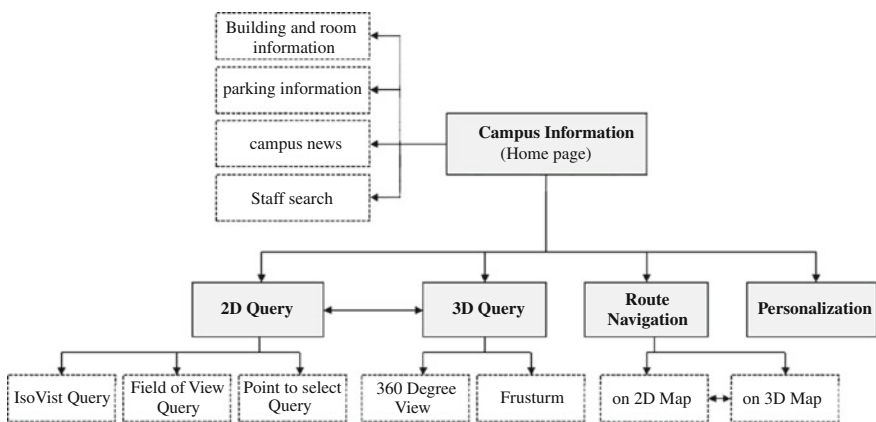 Building and room
information
parking information
campus news
Staff search
Campus Information
(Home page)
2D Query
3D Query
Route
Navigation
Personalization
IsoVist Query
Field of View
Query
Point to select
Query
360 Degree
View
Frusturm
on 2D Map
on 3D Map